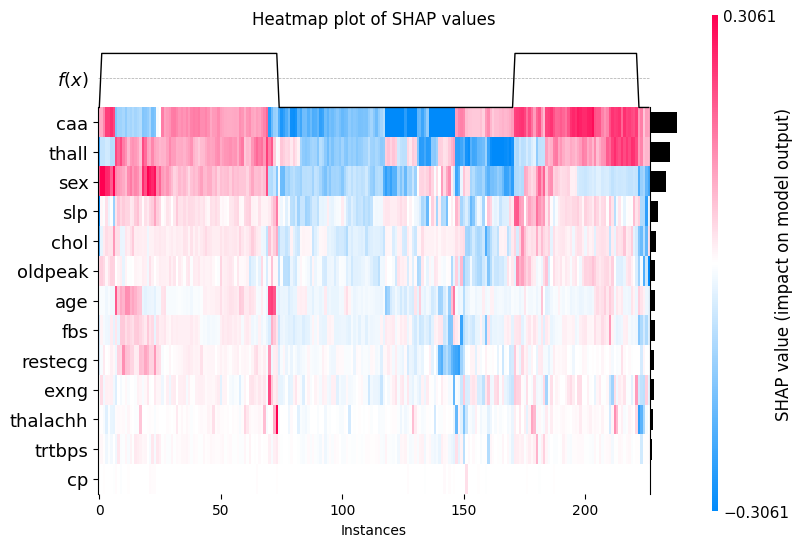 Heatmap plot of SHAP values
0.3061
f(x)
caa
thall
sex
slp
chol
oldpeak
age
fbs
restecg
exng
thalachh
trtbps
cp
0 50 100 150 200
Instances
SHAP value (impact on model output)
−0.3061